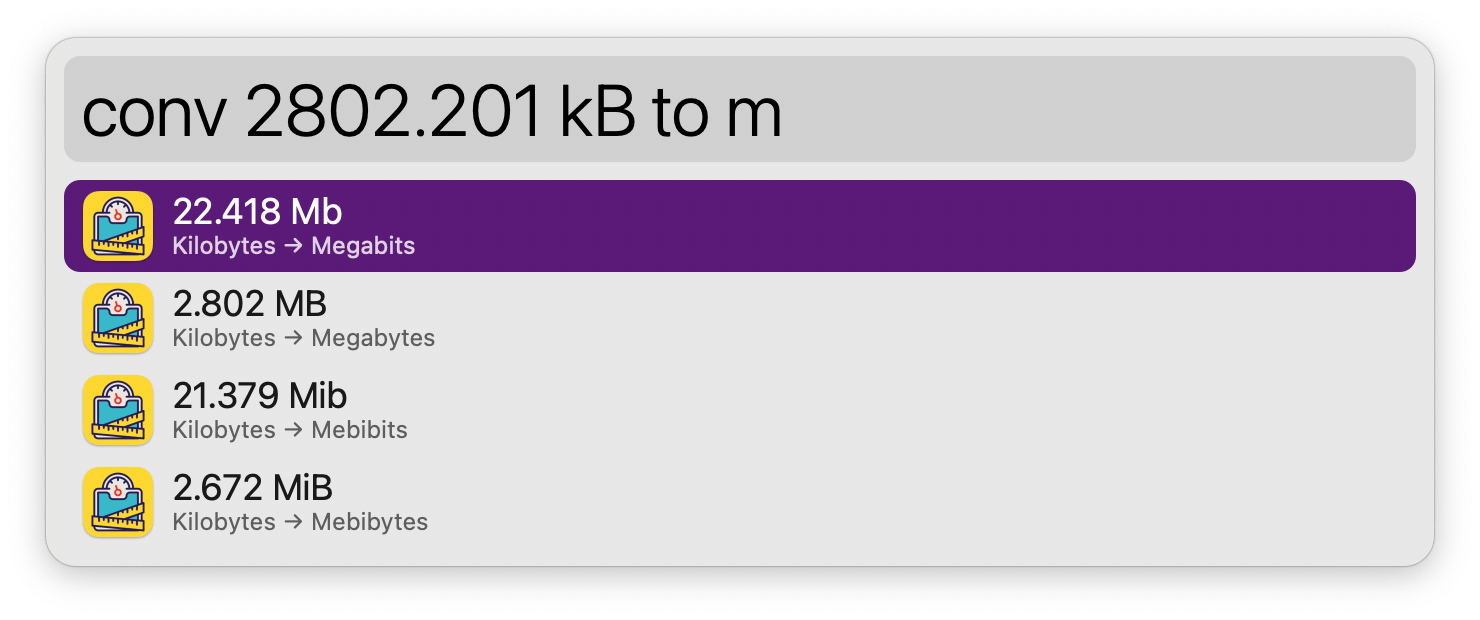 conv 2802.201 kB to m
22.418 Mb
Kilobytes → Megabits
2.802 MB
Kilobytes → Megabytes
21.379 Mib
Kilobytes → Mebibits
2.672 MiB
Kilobytes → Mebibytes